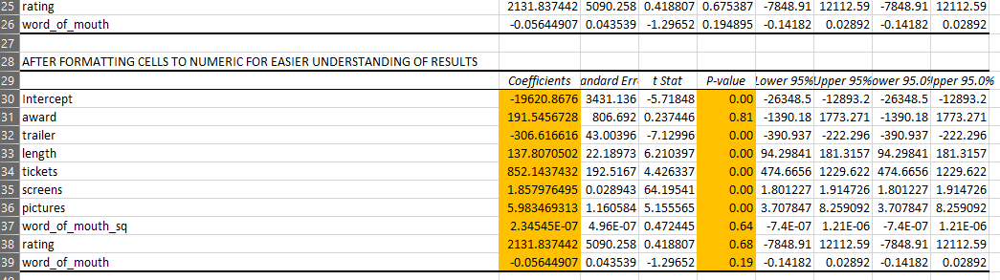 25 rating 2131.837442 5090.258 0.418807 0.675387 -7848.91 12112.59 -7848.91 12112.59
26 word_of_mouth -0.05644907 0.043539 -1.29652 0.194895 -0.14182 0.02892 -0.14182 0.02892
27
28 AFTER FORMATTING CELLS TO NUMERIC FOR EASIER UNDERSTANDING OF RESULTS
29 Coefficients andard Err t Stat P-value Lower 95% Upper 95% ower 95.0% pper 95.0%
30 Intercept -19620.8676 3431.136 -5.71848 0.00 -26348.5 -12893.2 -26348.5 -12893.2
31 award 191.5456728 806.692 0.237446 0.81 -1390.18 1773.271 -1390.18 1773.271
32 trailer -306.616616 43.00396 -7.12996 0.00 -390.937 -222.296 -390.937 -222.296
33 length 137.8070502 22.18973 6.210397 0.00 94.29841 181.3157 94.29841 181.3157
34 tickets 852.1437432 192.5167 4.426337 0.00 474.6656 1229.622 474.6656 1229.622
35 screens 1.857976495 0.028943 64.19541 0.00 1.801227 1.914726 1.801227 1.914726
36 pictures 5.983469313 1.160584 5.155565 0.00 3.707847 8.259092 3.707847 8.259092
37 word_of_mouth_sq 2.34545E-07 4.96E-07 0.472445 0.64 -7.4E-07 1.21E-06 -7.4E-07 1.21E-06
38 rating 2131.837442 5090.258 0.418807 0.68 -7848.91 12112.59 -7848.91 12112.59
39 word_of_mouth -0.05644907 0.043539 -1.29652 0.19 -0.14182 0.02892 -0.14182 0.02892